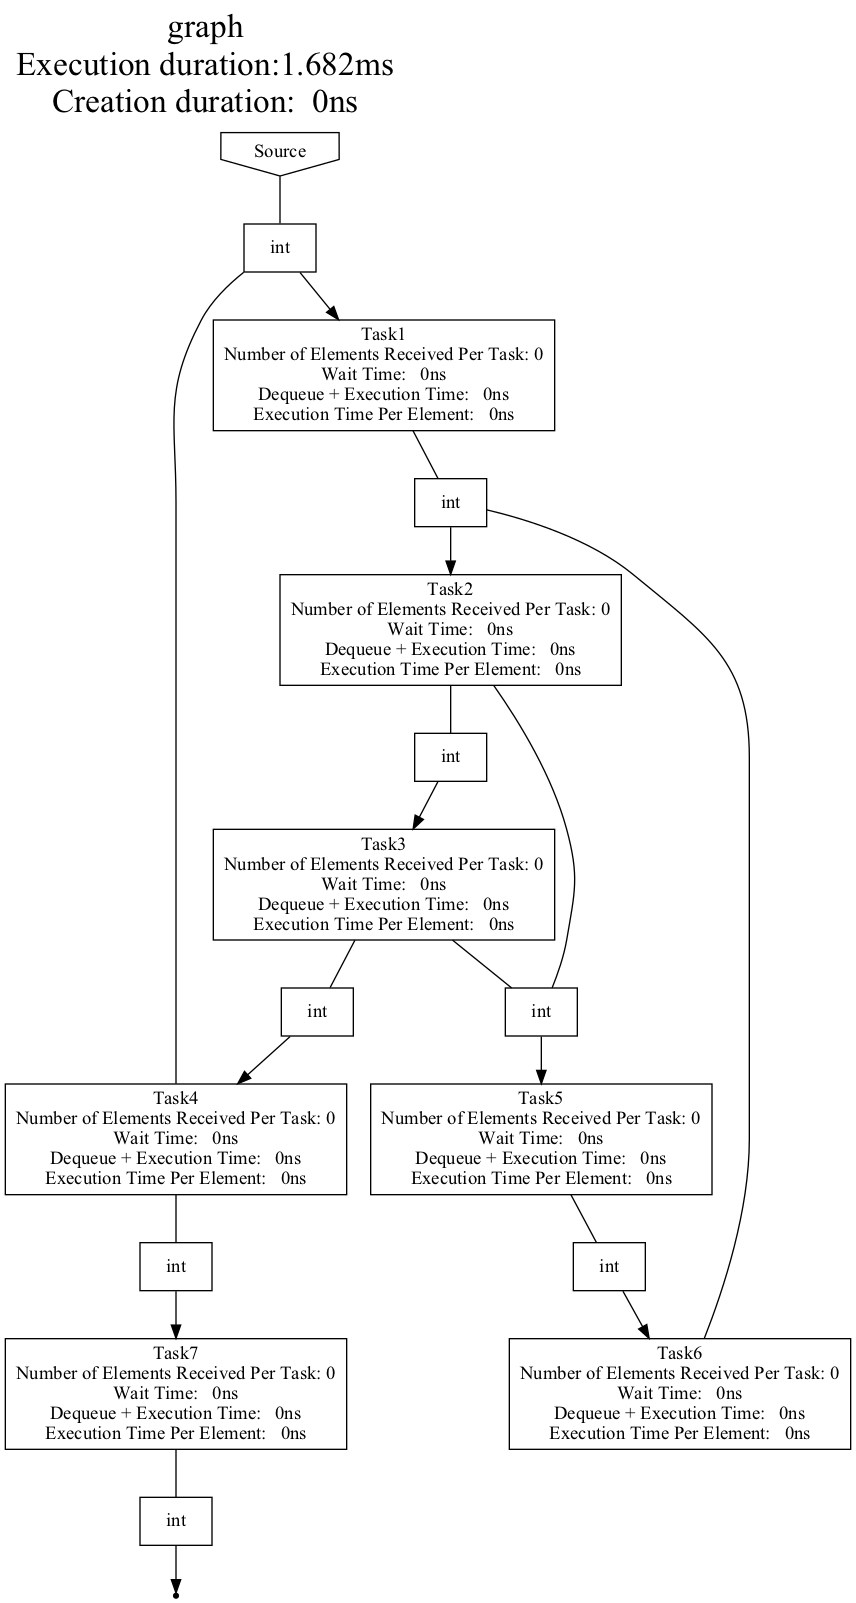 graph
Execution duration:1.682ms
Creation duration:  0ns
Source
int
Task1
Number of Elements Received Per Task: 0
Wait Time:   0ns
Dequeue + Execution Time:   0ns
Execution Time Per Element:   0ns
int
Task2
Number of Elements Received Per Task: 0
Wait Time:   0ns
Dequeue + Execution Time:   0ns
Execution Time Per Element:   0ns
int
Task3
Number of Elements Received Per Task: 0
Wait Time:   0ns
Dequeue + Execution Time:   0ns
Execution Time Per Element:   0ns
int
int
Task4
Number of Elements Received Per Task: 0
Wait Time:   0ns
Dequeue + Execution Time:   0ns
Execution Time Per Element:   0ns
Task5
Number of Elements Received Per Task: 0
Wait Time:   0ns
Dequeue + Execution Time:   0ns
Execution Time Per Element:   0ns
int
int
Task7
Number of Elements Received Per Task: 0
Wait Time:   0ns
Dequeue + Execution Time:   0ns
Execution Time Per Element:   0ns
Task6
Number of Elements Received Per Task: 0
Wait Time:   0ns
Dequeue + Execution Time:   0ns
Execution Time Per Element:   0ns
int